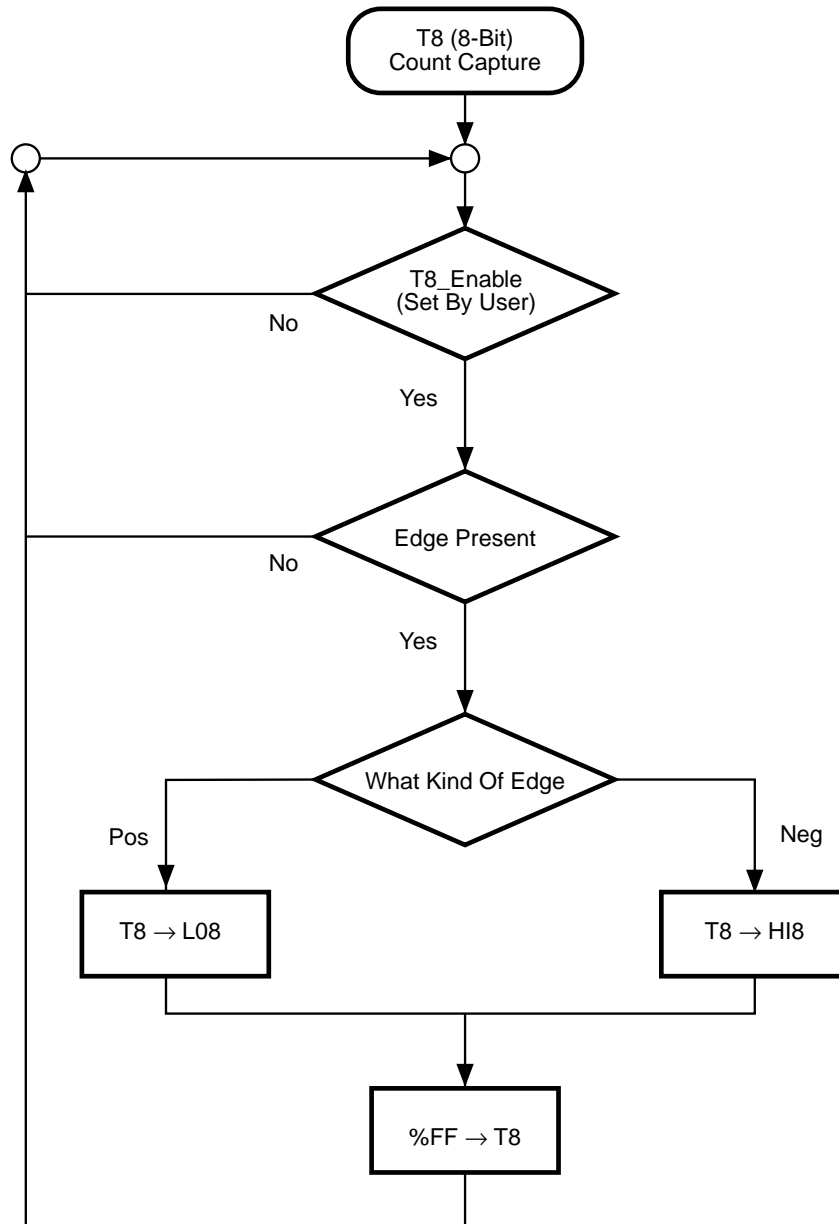 T8 (8-Bit)
Count Capture
T8_Enable
(Set By User)
No
Yes
Edge Present
No
Yes
What Kind Of Edge
Pos
Neg
T8 → L08
T8 → HI8
%FF → T8